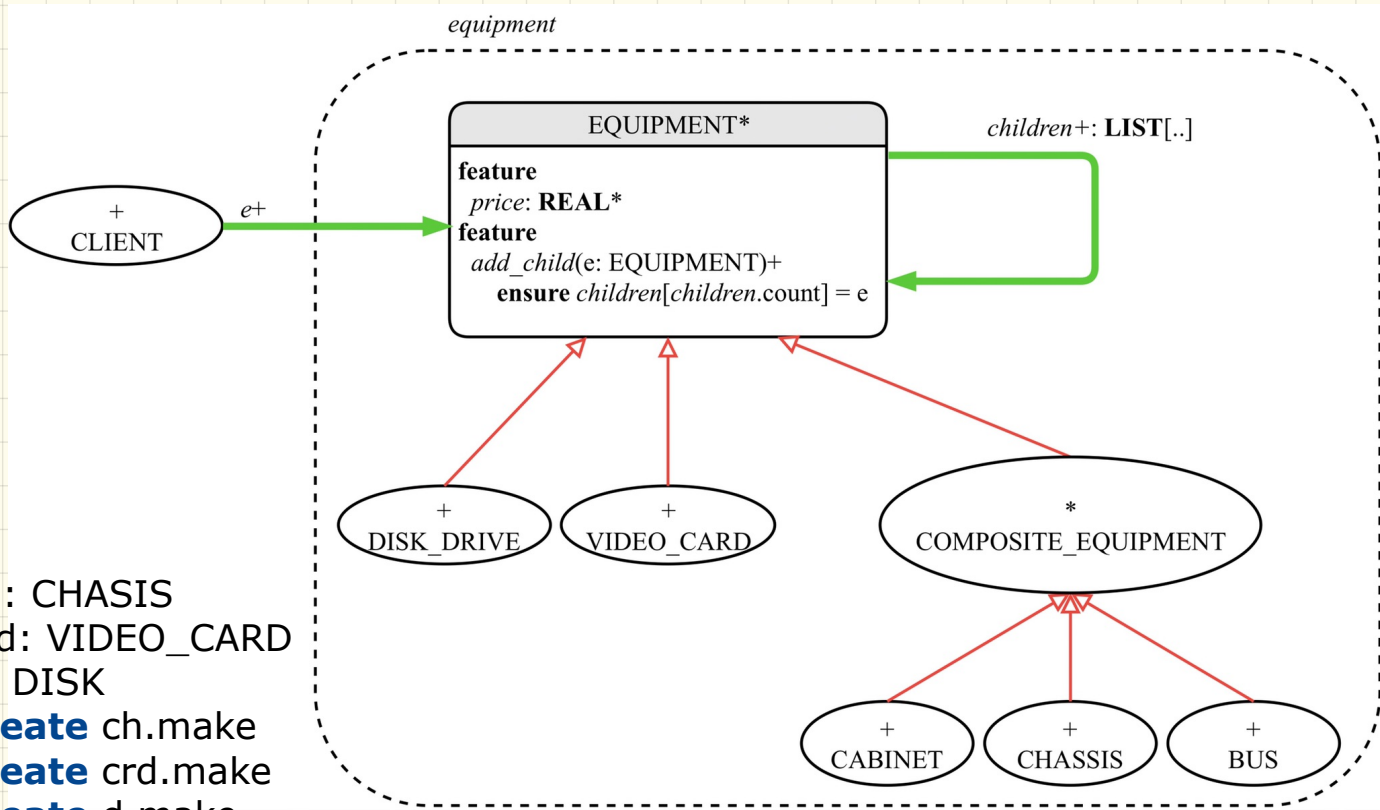 equipment
EQUIPMENT*
children+: LIST[..]
feature
price: REAL*
feature
add_child(e: EQUIPMENT)+
ensure children[children.count] = e
+
CLIENT
e+
+
DISK_DRIVE
+
VIDEO_CARD
*
COMPOSITE_EQUIPMENT
+
CABINET
+
CHASSIS
+
BUS
: CHASIS
d: VIDEO_CARD
DISK
eate ch.make
eate crd.make